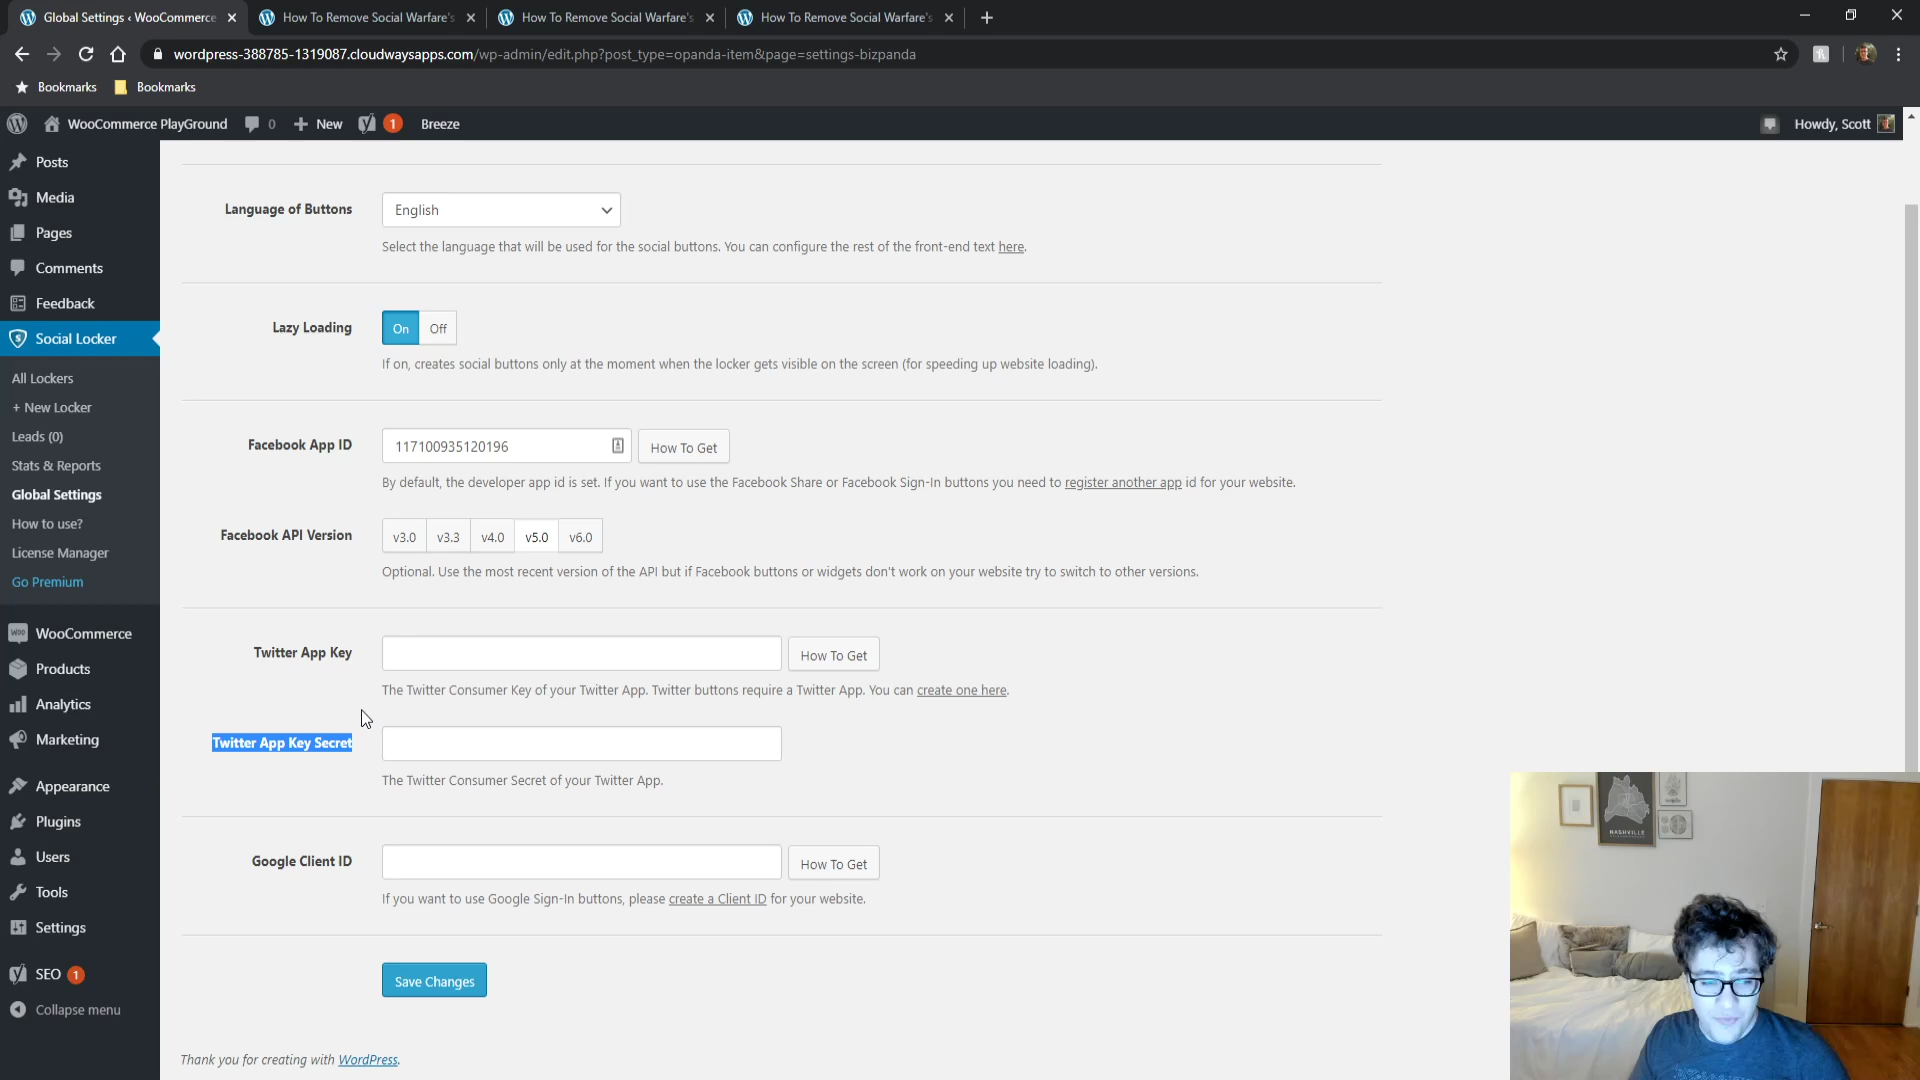 Global Settings ‹ WooCommerce
How To Remove Social Warfare's
How To Remove Social Warfare's
How To Remove Social Warfare's
wordpress-388785-1319087.cloudwaysapps.com/wp-admin/edit.php?post_type=opanda-item&page=settings-bizpanda
Bookmarks
Bookmarks
WooCommerce PlayGround
0
New
1
Breeze
Howdy, Scott
Posts
Media
Pages
Comments
Feedback
Social Locker
All Lockers
+ New Locker
Leads (0)
Stats & Reports
Global Settings
How to use?
License Manager
Go Premium
WooCommerce
Products
Analytics
Marketing
Appearance
Plugins
Users
Tools
Settings
SEO 1
Collapse menu
Language of Buttons
English
Select the language that will be used for the social buttons. You can configure the rest of the front-end text here.
Lazy Loading
On Off
If on, creates social buttons only at the moment when the locker gets visible on the screen (for speeding up website loading).
Facebook App ID
117100935120196
How To Get
By default, the developer app id is set. If you want to use the Facebook Share or Facebook Sign-In buttons you need to register another app id for your website.
Facebook API Version
v3.0 v3.3 v4.0 v5.0 v6.0
Optional. Use the most recent version of the API but if Facebook buttons or widgets don't work on your website try to switch to other versions.
Twitter App Key
How To Get
The Twitter Consumer Key of your Twitter App. Twitter buttons require a Twitter App. You can create one here.
Twitter App Key Secret
The Twitter Consumer Secret of your Twitter App.
Google Client ID
How To Get
If you want to use Google Sign-In buttons, please create a Client ID for your website.
Save Changes
Thank you for creating with WordPress.
NASHVILLE